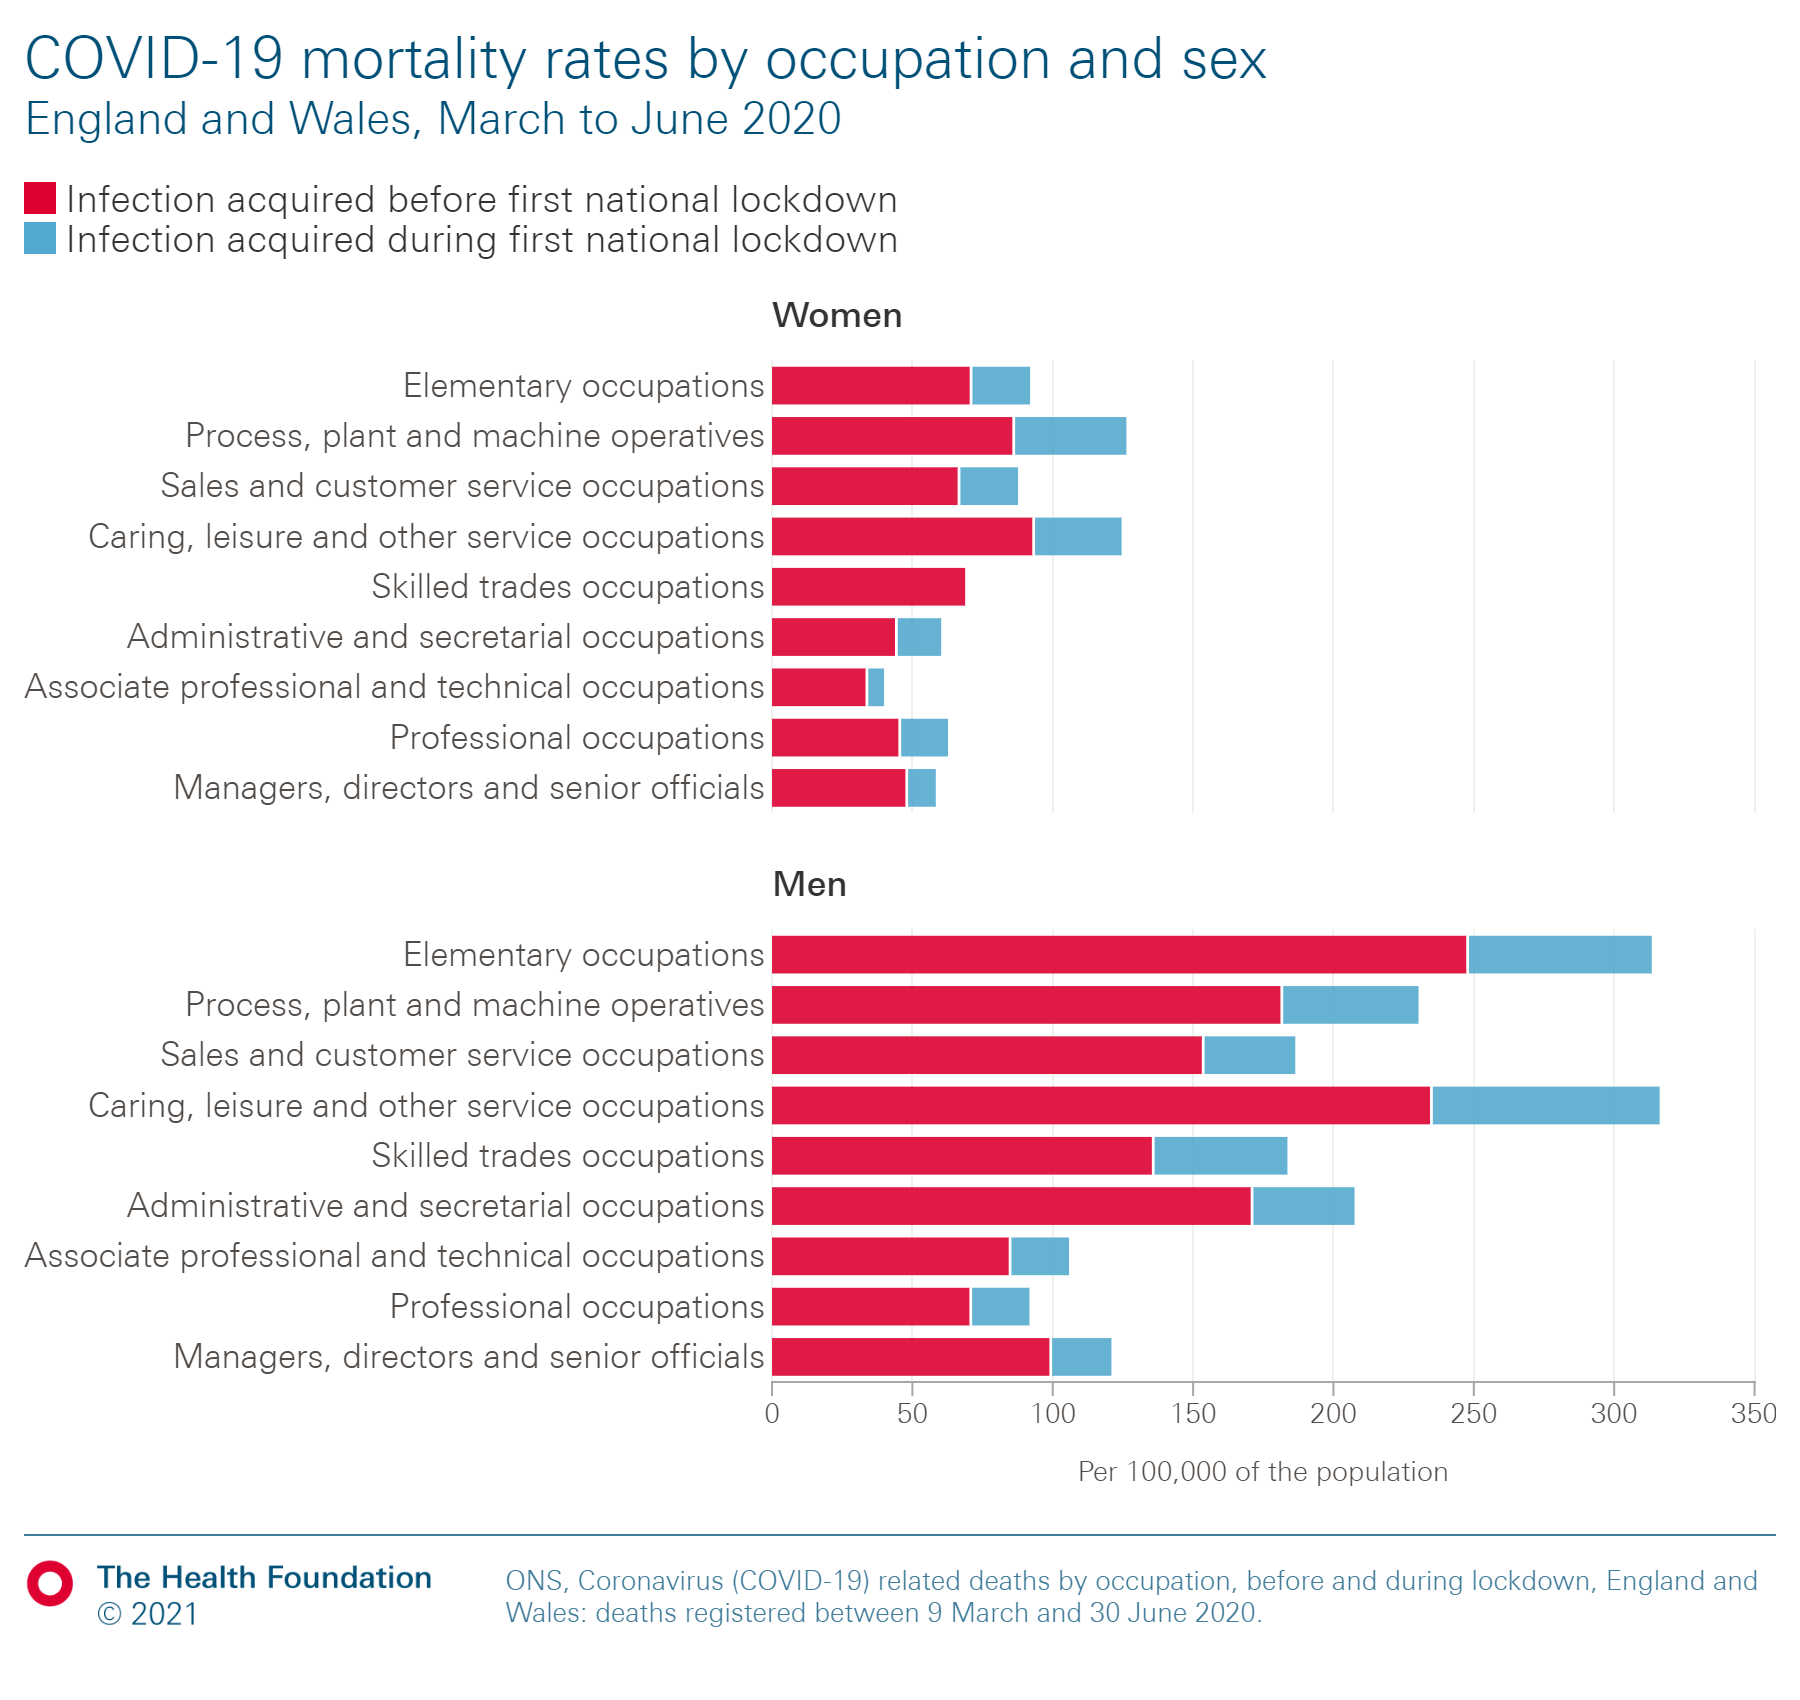 COVID-19 mortality rates by occupation and sex
England and Wales, March to June 2020
Infection acquired before first national lockdown
Infection acquired during first national lockdown
Women
Elementary occupations
Process, plant and machine operatives
Sales and customer service occupations
Caring, leisure and other service occupations
Skilled trades occupations
Administrative and secretarial occupations
Associate professional and technical occupations
Professional occupations
Managers, directors and senior officials
Men
Elementary occupations
Process, plant and machine operatives
Sales and customer service occupations
Caring, leisure and other service occupations
Skilled trades occupations
Administrative and secretarial occupations
Associate professional and technical occupations
Professional occupations
Managers, directors and senior officials
0 50 100 150 200 250 300 350
Per 100,000 of the population
The Health Foundation
© 2021
ONS, Coronavirus (COVID-19) related deaths by occupation, before and during lockdown, England and
Wales: deaths registered between 9 March and 30 June 2020.